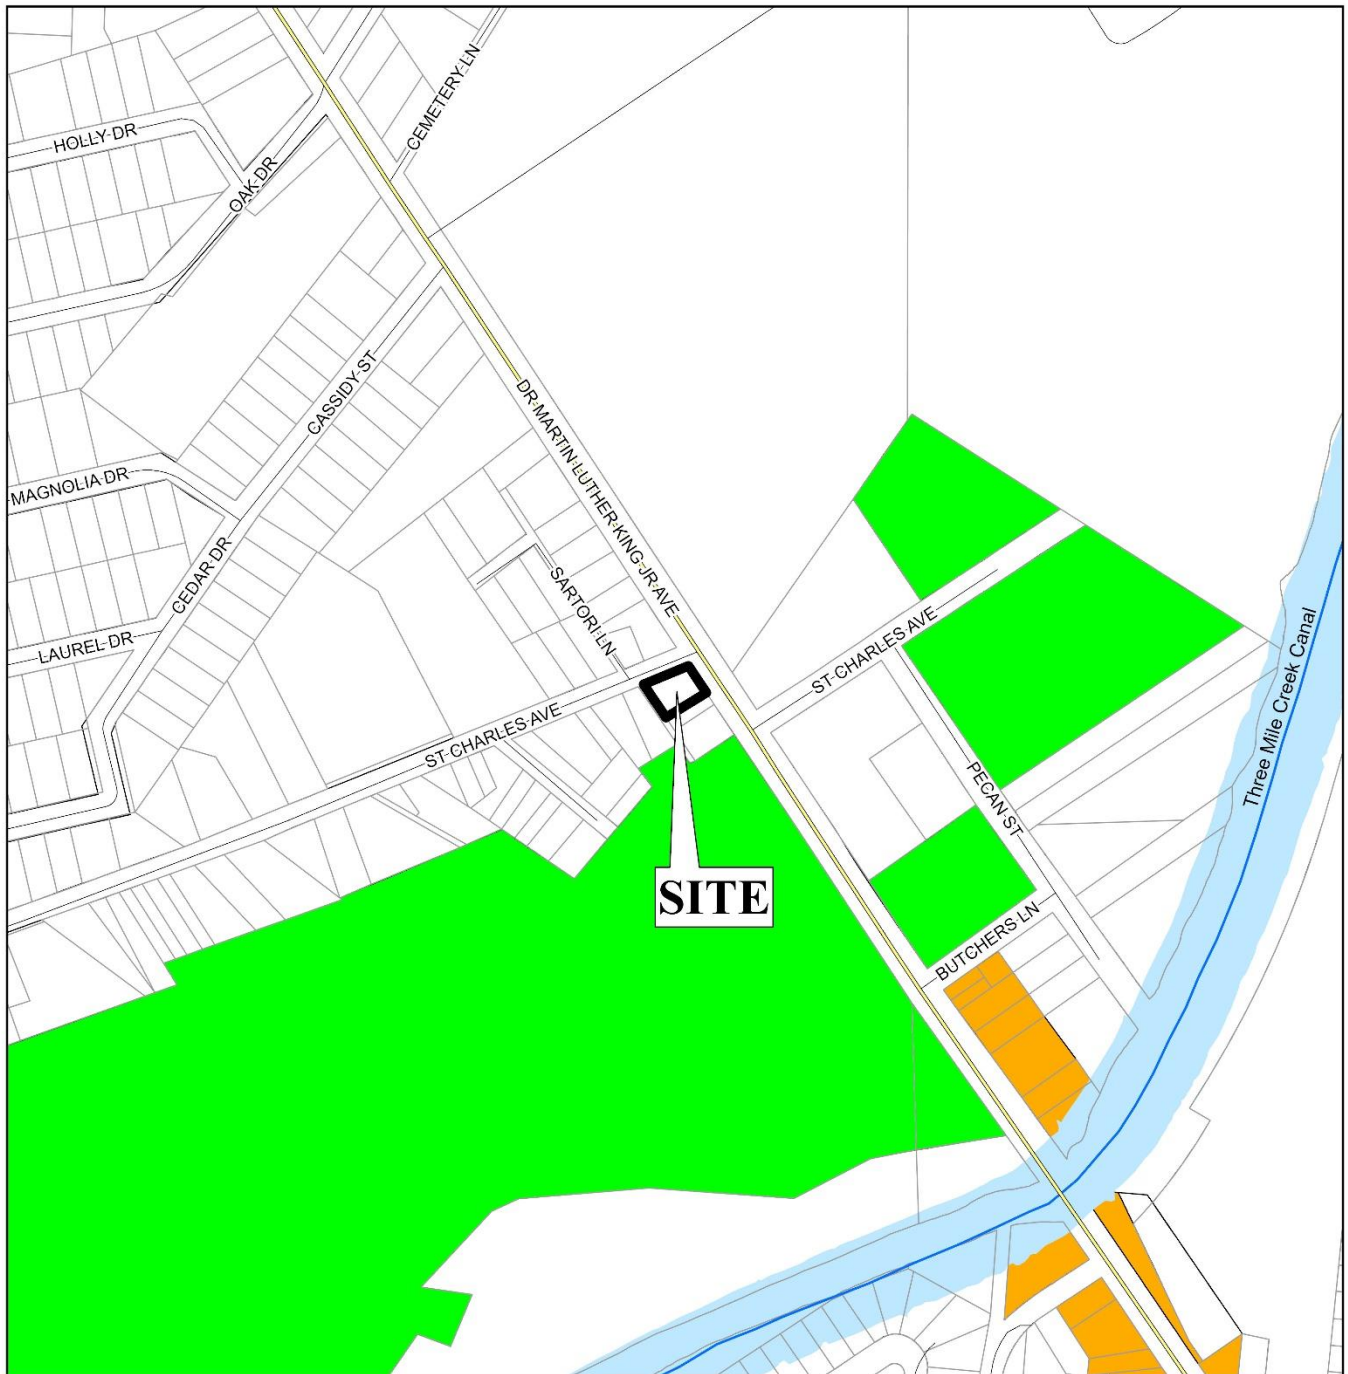 CEMETERY LN
HOLLY DR
OAK DR
CASSIDY ST
DR MARTIN LUTHER KING JR AVE
MAGNOLIA DR
CEDAR DR
SARTORI LN
LAUREL DR
ST CHARLES AVE
ST CHARLES AVE
Three Mile Creek Canal
PECAN ST
SITE
BUTCHERS LN